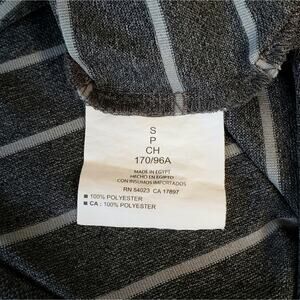 S
P
CH
170/96A
MADE IN EGYPT
HECHO EN EGIPTO
CON INSUMOS IMPORTADOS
RN 54023 CA 17897
100% POLYESTER
CA : 100% POLYESTER